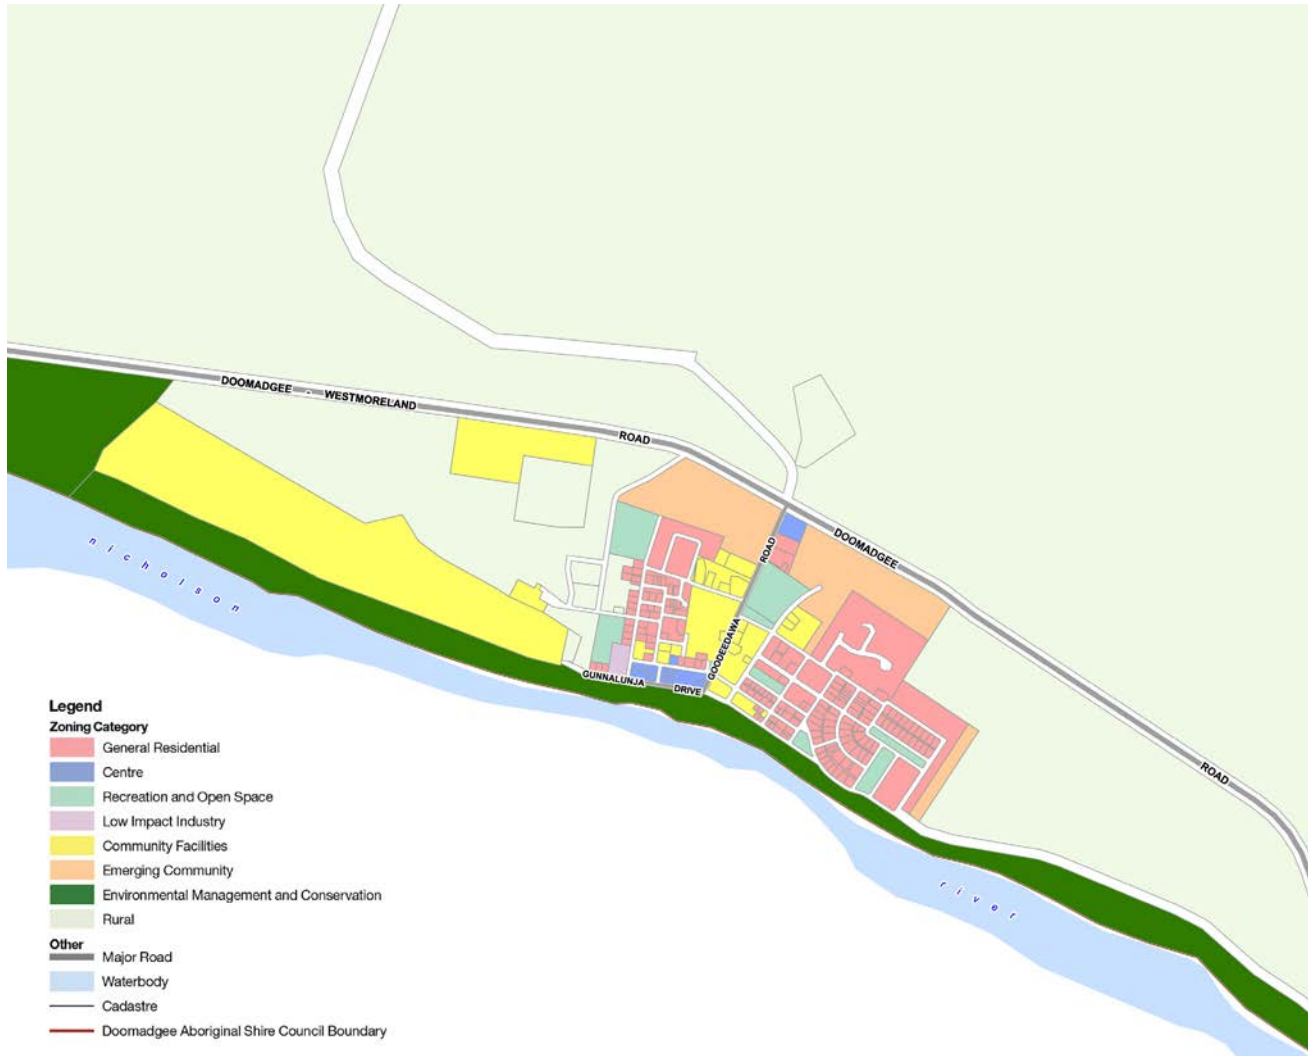 DOOMADGEE - WESTMORELAND
ROAD
DOOMADGEE
ROAD
ROAD
GOODEEDAWA
GUNNALUNJA
DRIVE
nicholson
river
Legend
Zoning Category
General Residential
Centre
Recreation and Open Space
Low Impact Industry
Community Facilities
Emerging Community
Environmental Management and Conservation
Rural
Other
Major Road
Waterbody
Cadastre
Doomadgee Aboriginal Shire Council Boundary